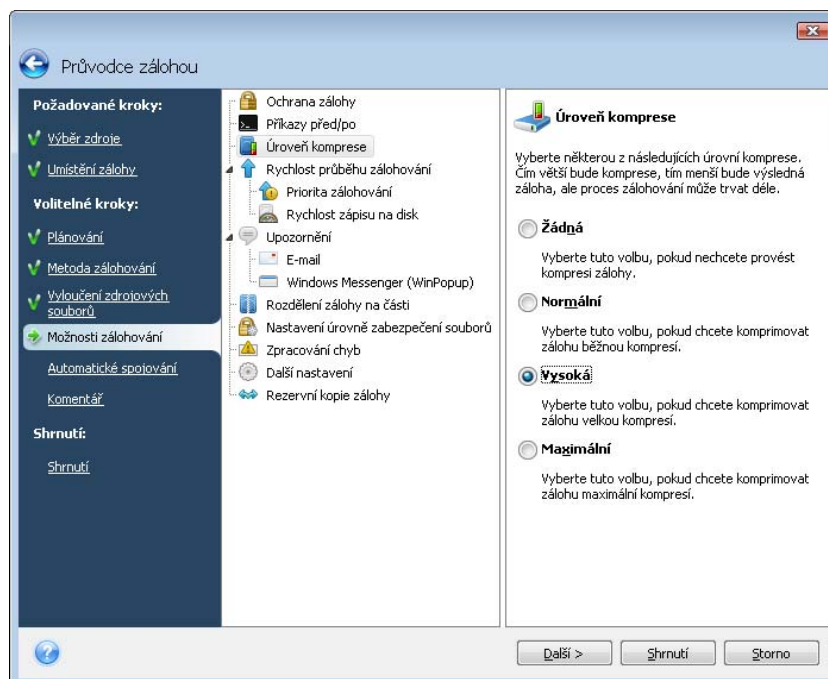 Průvodce zálohou
Požadované kroky:
Výběr zdroje
Umístění zálohy
Volitelné kroky:
Plánování
Metoda zálohování
Vyloučení zdrojových
souborů
Možnosti zálohování
Automatické spojování
Komentář
Shrnutí:
Shrnutí
Ochrana zálohy
Příkazy před/po
Úroveň komprese
Rychlost průběhu zálohování
Priorita zálohování
Rychlost zápisu na disk
Upozornění
E-mail
Windows Messenger (WinPopup)
Rozdělení zálohy na části
Nastavení úrovně zabezpečení souborů
Zpracování chyb
Další nastavení
Rezervní kopie zálohy
Úroveň komprese
Vyberte některou z následujících úrovní komprese.
Čím větší bude komprese, tím menší bude výsledná
záloha, ale proces zálohování může trvat déle.
Žádná
Vyberte tuto volbu, pokud nechcete provést
kompresi zálohy.
Normální
Vyberte tuto volbu, pokud chcete komprimovat
zálohu běžnou kompresí.
Vysoká
Vyberte tuto volbu, pokud chcete komprimovat
zálohu velkou kompresí.
Maximální
Vyberte tuto volbu, pokud chcete komprimovat
zálohu maximální kompresí.
Další >
Shrnutí
Storno